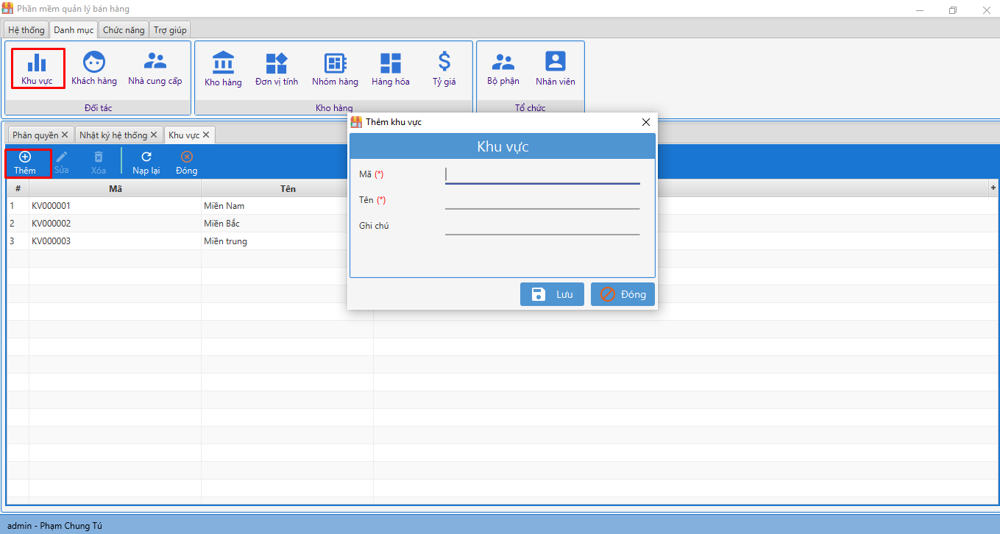 Phần mềm quản lý bán hàng
Hệ thống Danh mục Chức năng Trợ giúp
Khu vực Khách hàng Nhà cung cấp
Đối tác
Kho hàng Đơn vị tính Nhóm hàng Hàng hóa Tỷ giá
Kho hàng
Bộ phận Nhân viên
Tổ chức
Phân quyền Nhật ký hệ thống Khu vực
Thêm Sửa Xóa Nạp lại Đóng
# Mã Tên +
1 KV000001 Miền Nam
2 KV000002 Miền Bắc
3 KV000003 Miền trung
Thêm khu vực
Khu vực
Mã (*)
Tên (*)
Ghi chú
Lưu Đóng
admin - Phạm Chung Tú